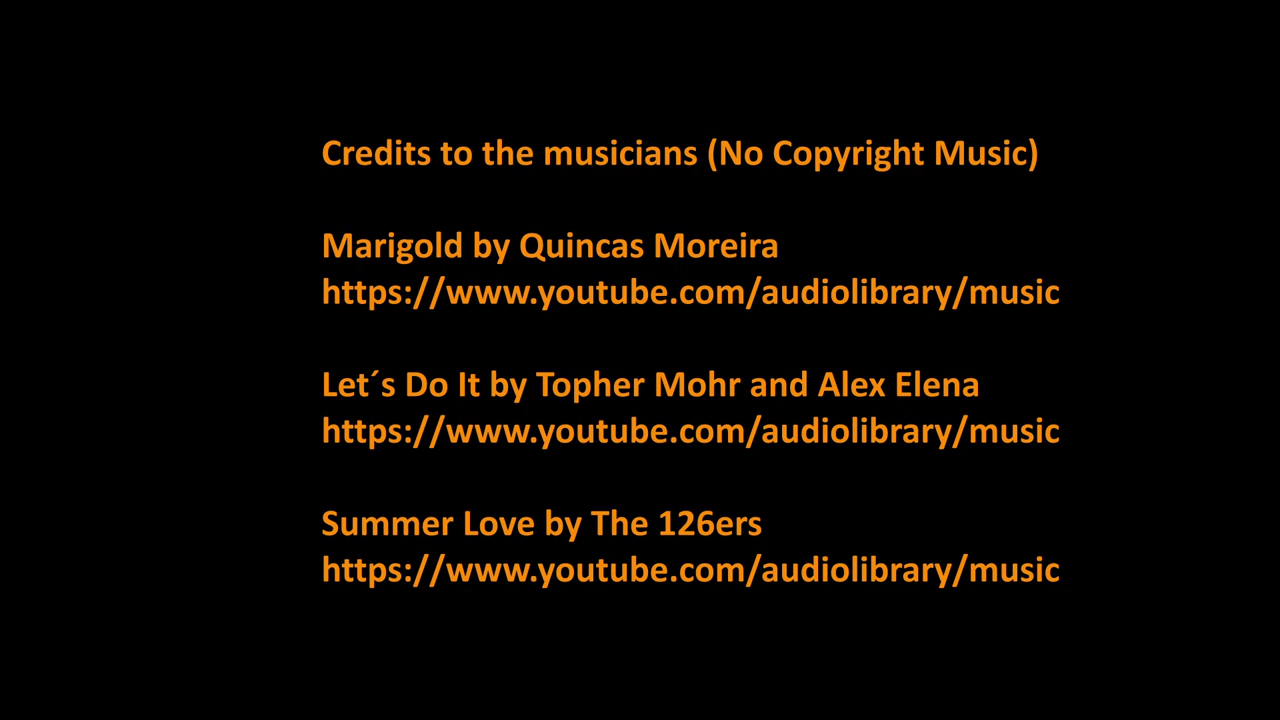 Credits to the musicians (No Copyright Music)
Marigold by Quincas Moreira
https://www.youtube.com/audiolibrary/music
Let´s Do It by Topher Mohr and Alex Elena
https://www.youtube.com/audiolibrary/music
Summer Love by The 126ers
https://www.youtube.com/audiolibrary/music